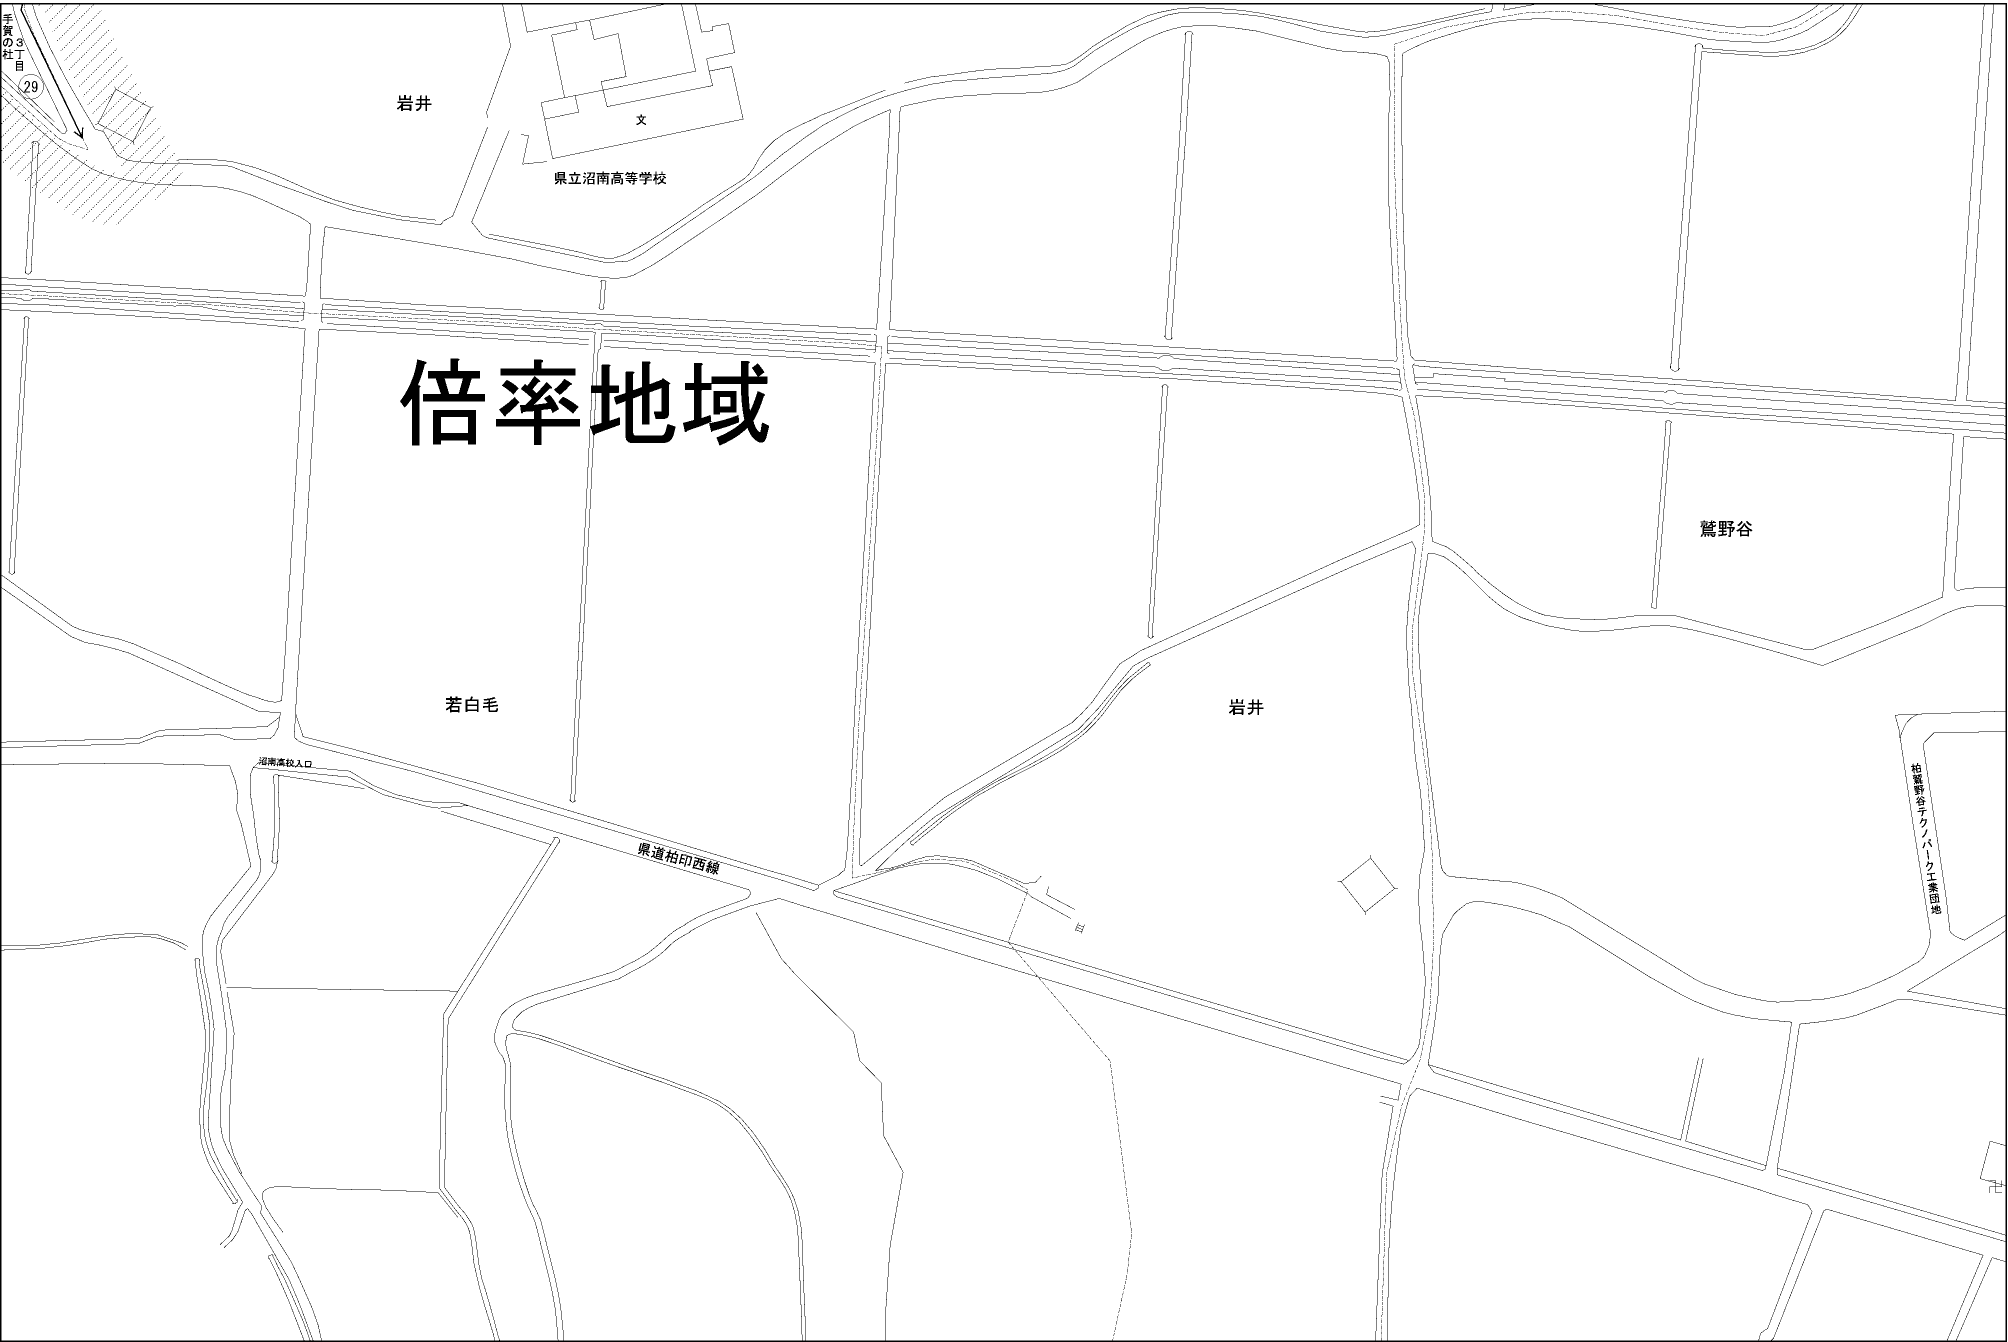 手賀の杜
３丁目
29
岩井
文
県立沼南高等学校
倍率地域
鷲野谷
若白毛
岩井
沼南高校入口
県道柏印西線
柏鷲野谷テクノパーク工業団地